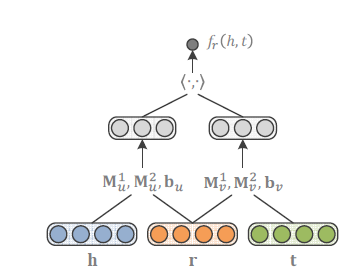 f_r(h, t)
⟨·,·⟩
M_u^1, M_u^2, b_u M_v^1, M_v^2, b_v
h r t